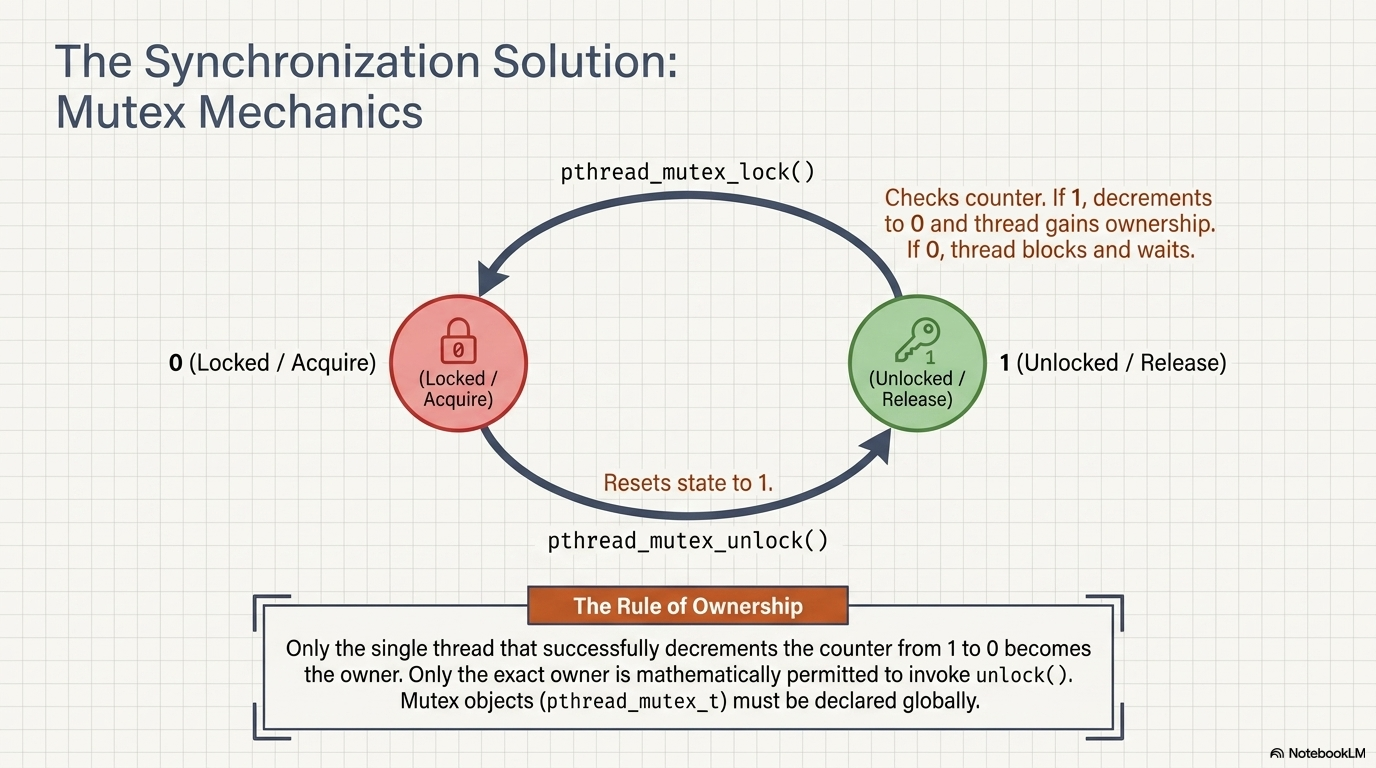 The Synchronization Solution:
Mutex Mechanics
pthread_mutex_lock()
Checks counter. If 1, decrements
to 0 and thread gains ownership.
If 0, thread blocks and waits.
0 (Locked / Acquire)
0
(Locked /
Acquire)
1
(Unlocked /
Release)
1 (Unlocked / Release)
Resets state to 1.
pthread_mutex_unlock()
The Rule of Ownership
Only the single thread that successfully decrements the counter from 1 to 0 becomes
the owner. Only the exact owner is mathematically permitted to invoke unlock().
Mutex objects (pthread_mutex_t) must be declared globally.
NotebookLM